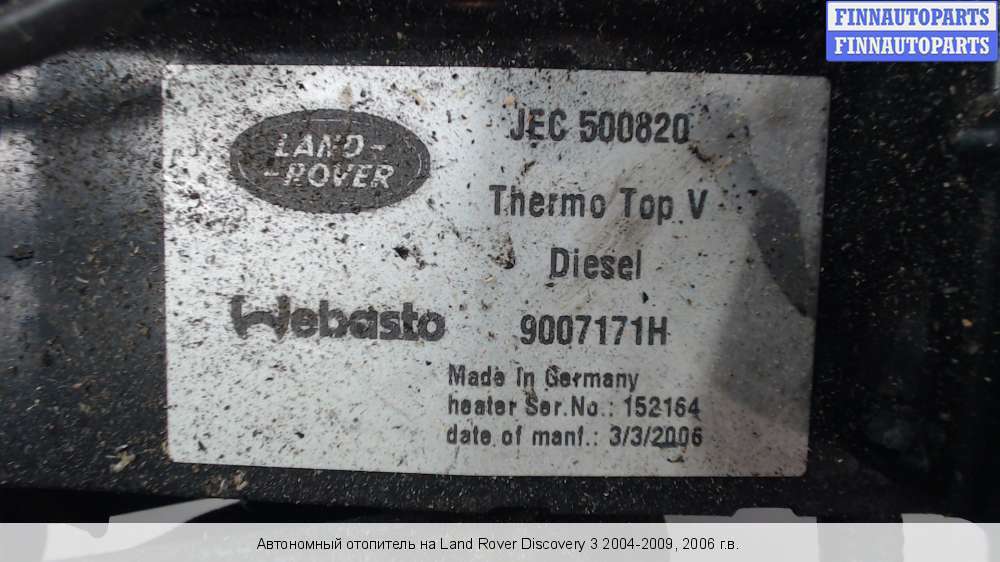 FINNAUTOPARTS
FINNAUTOPARTS
LAND-
-ROVER
JEC 500820
Thermo Top V
Diesel
Webasto
9007171H
Made in Germany
heater Ser.No.: 152164
date of manf.: 3/3/2006
Автономный отопитель на Land Rover Discovery 3 2004-2009, 2006 г.в.